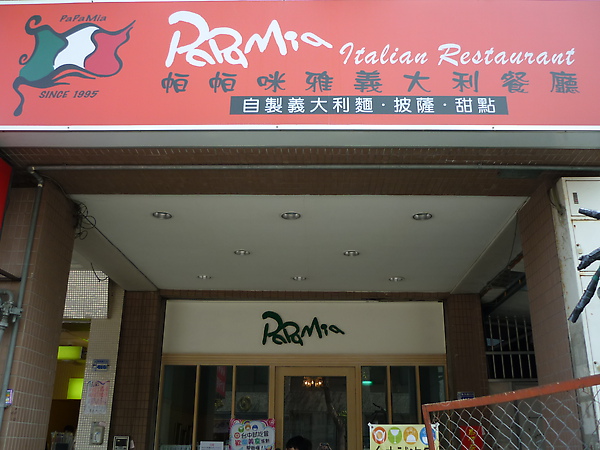 PaPaMia
SINCE 1995
PaPaMia Italian Restaurant
帕帕咪雅義大利餐廳
自製義大利麵·披薩·甜點
PaPaMia